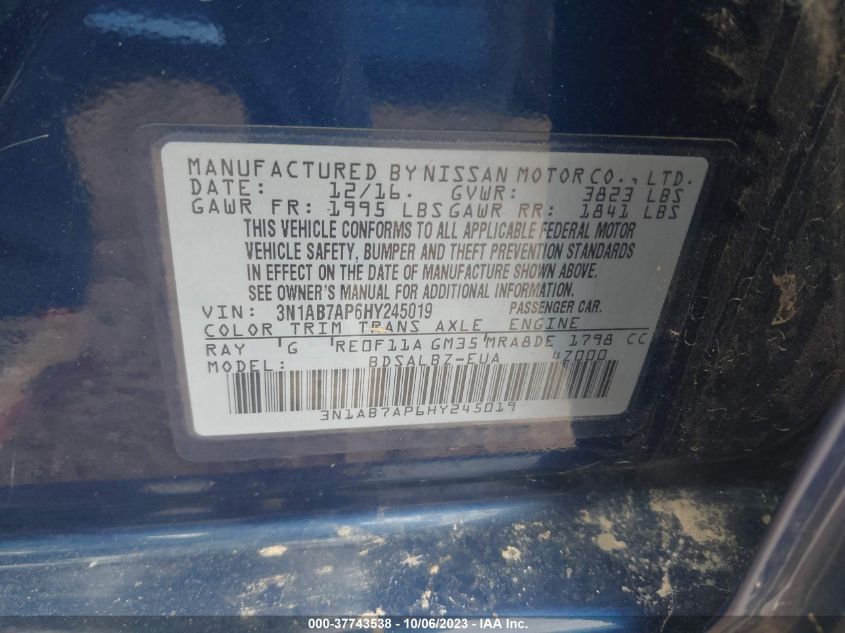 MANUFACTURED BY NISSAN MOTOR CO., LTD.
DATE: 12/16. GVWR: 3823 LBS
GAWR FR: 1995 LBS GAWR RR: 1841 LBS
THIS VEHICLE CONFORMS TO ALL APPLICABLE FEDERAL MOTOR
VEHICLE SAFETY, BUMPER AND THEFT PREVENTION STANDARDS
IN EFFECT ON THE DATE OF MANUFACTURE SHOWN ABOVE.
SEE OWNER'S MANUAL FOR ADDITIONAL INFORMATION.
VIN: 3N1AB7AP6HY245019 PASSENGER CAR.
COLOR TRIM TRANS AXLE ENGINE
RAY G RE0F11A GM35 MRA8DE 1798 CC
MODEL: BDSALBZ-EUA 4Z000
3N1AB7AP6HY245019
000-37743538 - 10/06/2023 - IAA Inc.